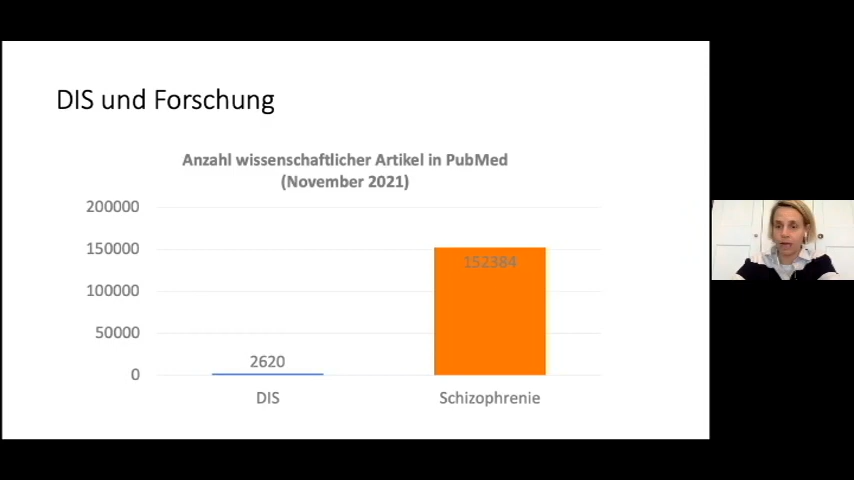 DIS und Forschung
Anzahl wissenschaftlicher Artikel in PubMed
(November 2021)
200000
150000
100000
50000
0
2620
152384
DIS
Schizophrenie